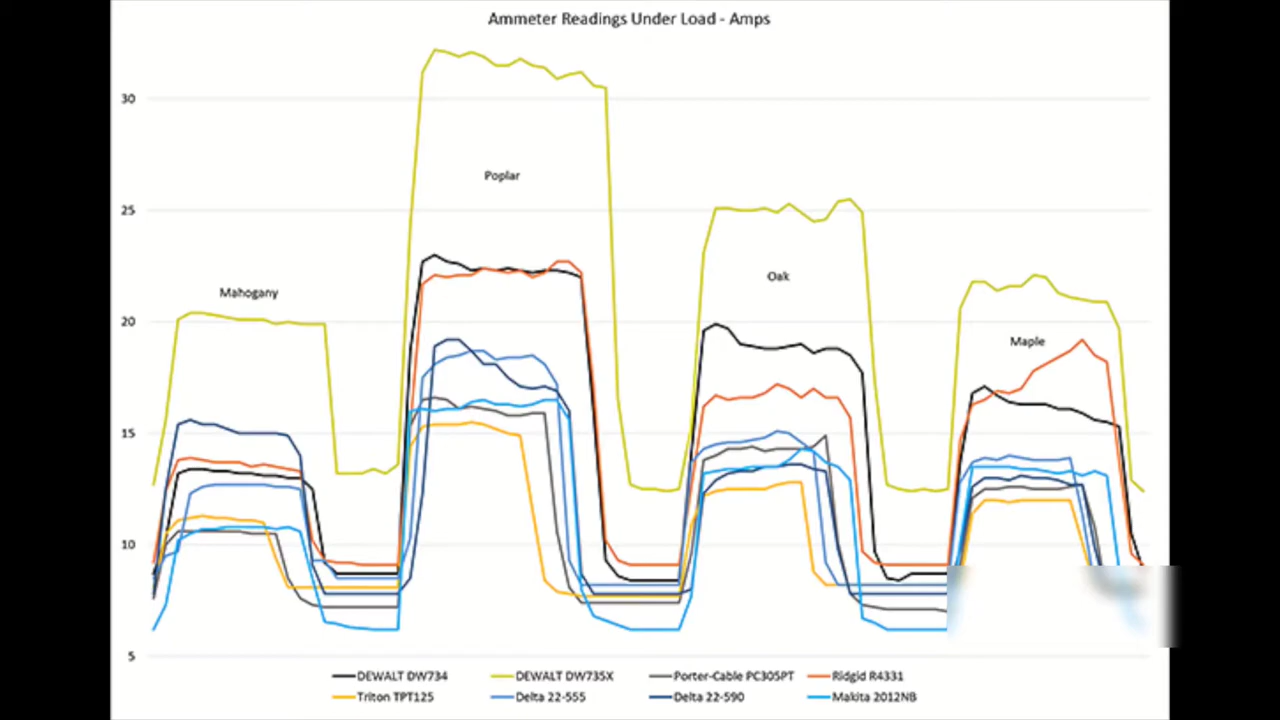 Ammeter Readings Under Load - Amps
30
Poplar
25
Oak
Mahogany
20
Maple
15
10
5
DEWALT DW734 DEWALT DW735X Porter-Cable PC305PT Ridgid R4331
Triton TPT125 Delta 22-555 Delta 22-590 Makita 2012NB